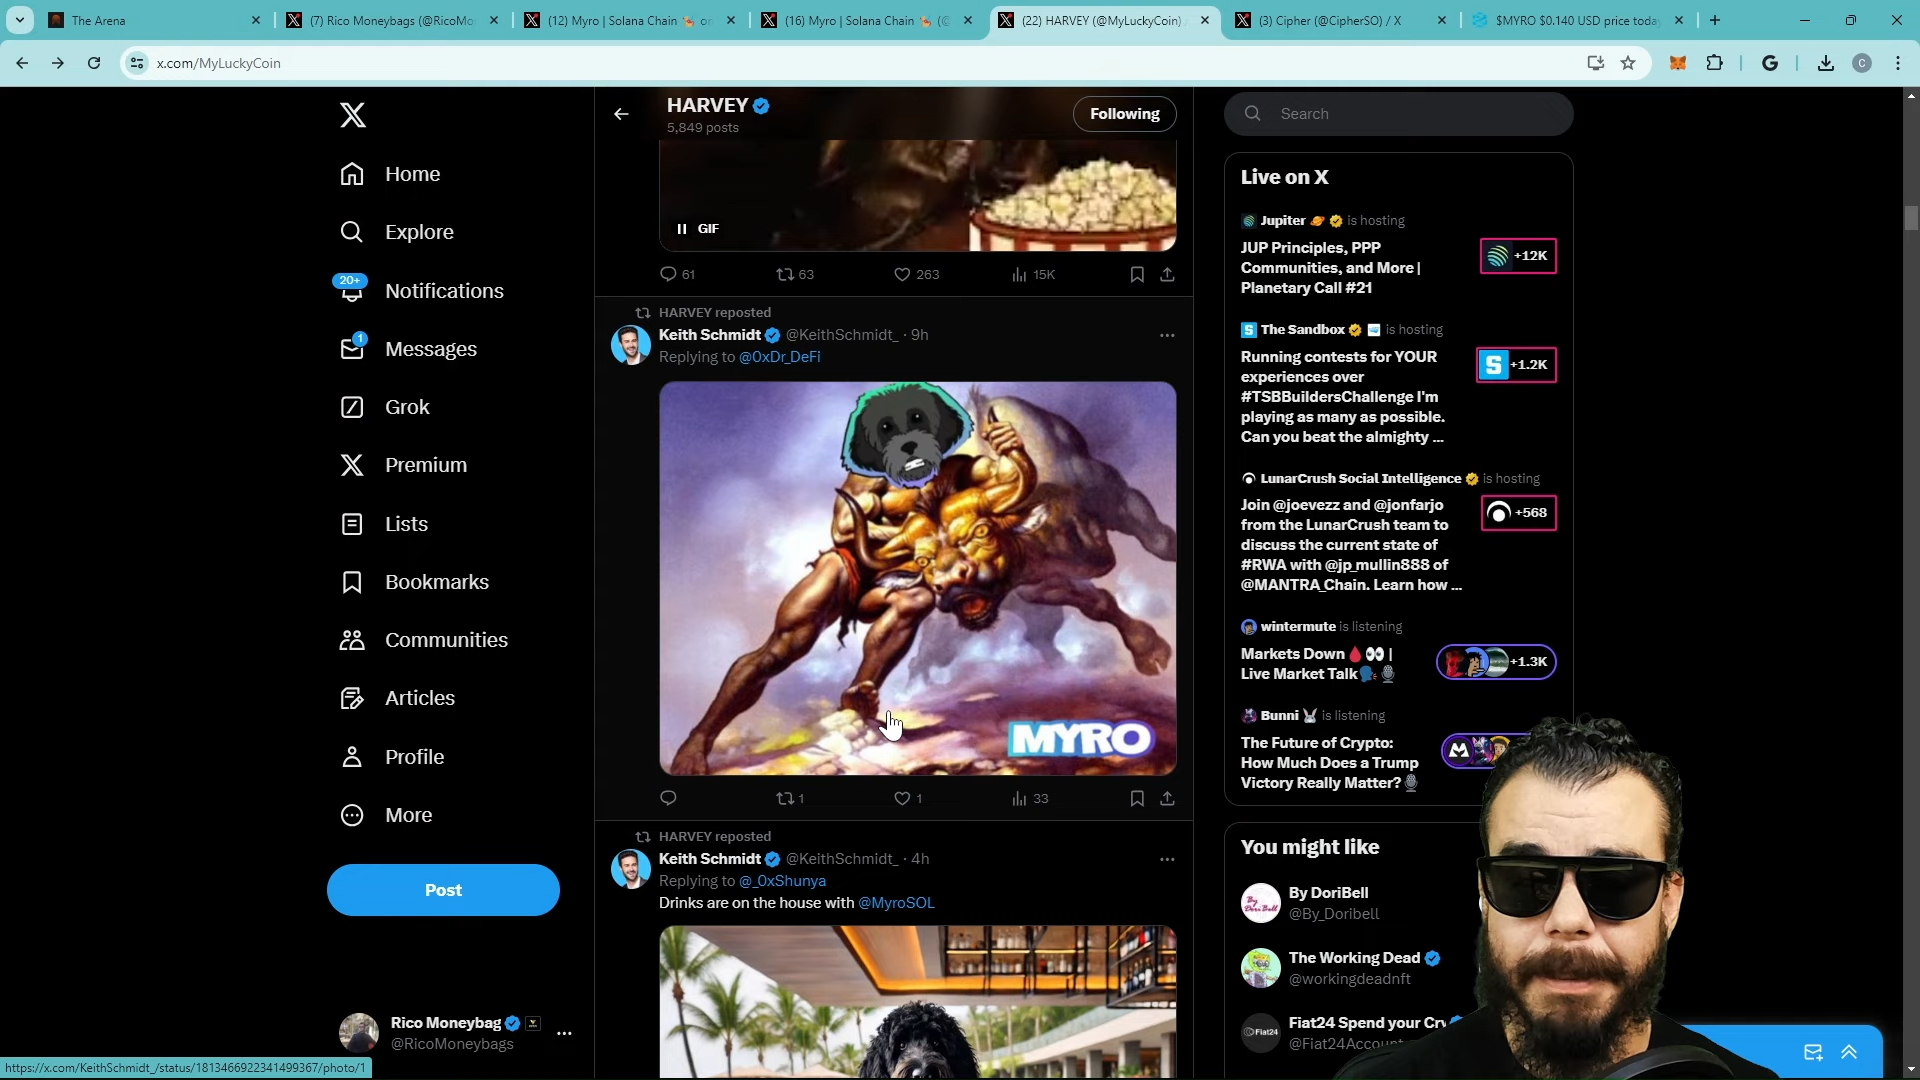 The Arena
(7) Rico Moneybags (@RicoMo
(12) Myro | Solana Chain
(16) Myro | Solana Chain
(22) HARVEY (@MyLuckyCoin)
(3) Cipher (@CipherSO) / X
$MYRO $0.140 USD price toda
x.com/MyLuckyCoin
G
C
HARVEY
5,849 posts
Following
Search
Home
Explore
20+
Notifications
1
Messages
Grok
Premium
Lists
Bookmarks
Communities
Articles
Profile
More
Post
Rico Moneybag
@RicoMoneybags
https://x.com/KeithSchmidt_/status/1813466922341499367/photo/1
GIF
61
63
263
15K
HARVEY reposted
Keith Schmidt @KeithSchmidt_ · 9h
Replying to @0xDr_DeFi
MYRO
1
1
33
HARVEY reposted
Keith Schmidt @KeithSchmidt_ · 4h
Replying to @_0xShunya
Drinks are on the house with @MyroSOL
Live on X
Jupiter is hosting
JUP Principles, PPP
Communities, and More |
Planetary Call #21
+12K
The Sandbox is hosting
Running contests for YOUR
experiences over
#TSBBuildersChallenge I'm
playing as many as possible.
Can you beat the almighty ...
S
+1.2K
LunarCrush Social Intelligence is hosting
Join @joevezz and @jonfarjo
from the LunarCrush team to
discuss the current state of
#RWA with @jp_mullin888 of
@MANTRA_Chain. Learn how ...
+568
wintermute is listening
Markets Down |
Live Market Talk
+1.3K
Bunni is listening
The Future of Crypto:
How Much Does a Trump
Victory Really Matter?
You might like
By DoriBell
@By_Doribell
The Working Dead
@workingdeadnft
Fiat24
Fiat24 Spend your Cry
@Fiat24Account